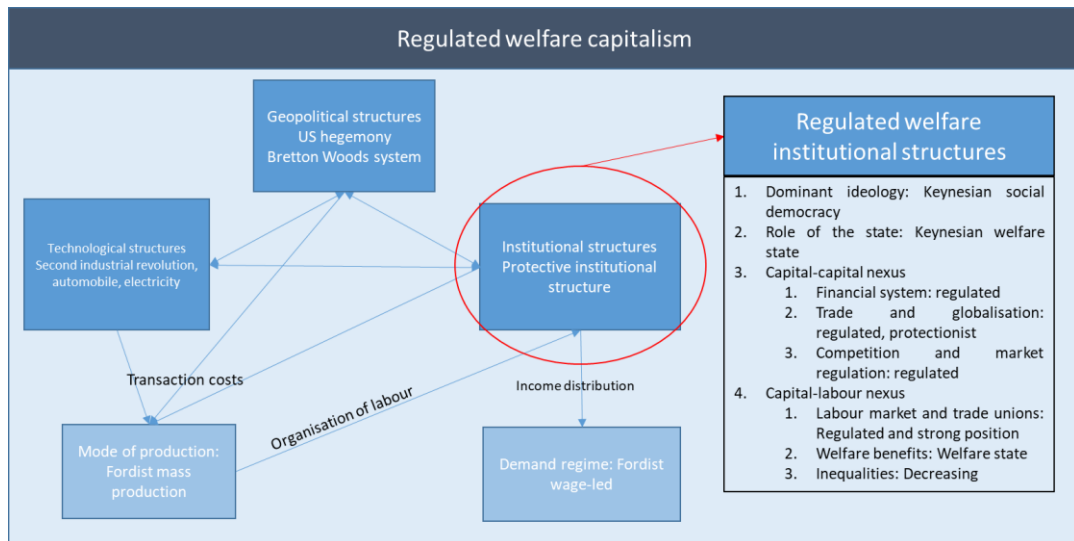 Regulated welfare capitalism
Geopolitical structures
US hegemony
Bretton Woods system
Technological structures
Second industrial revolution,
automobile, electricity
Institutional structures
Protective institutional
structure
Transaction costs
Organisation of labour
Income distribution
Mode of production:
Fordist mass
production
Demand regime: Fordist
wage-led
Regulated welfare
institutional structures
1. Dominant ideology: Keynesian social
democracy
2. Role of the state: Keynesian welfare
state
3. Capital-capital nexus
1. Financial system: regulated
2. Trade and globalisation:
regulated, protectionist
3. Competition and market
regulation: regulated
4. Capital-labour nexus
1. Labour market and trade unions:
Regulated and strong position
2. Welfare benefits: Welfare state
3. Inequalities: Decreasing